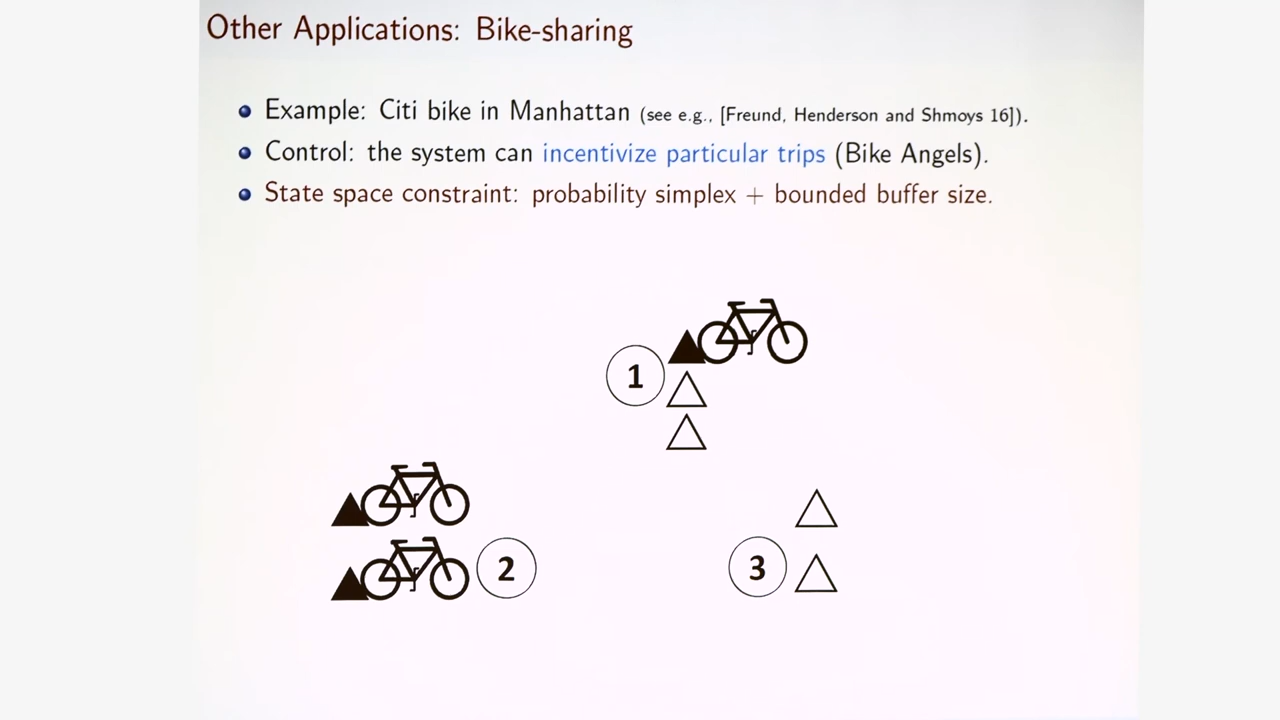 Other Applications: Bike-sharing
Example: Citi bike in Manhattan (see e.g., [Freund, Henderson and Shmoys 16]).
Control: the system can incentivize particular trips (Bike Angels).
State space constraint: probability simplex + bounded buffer size.
1
2
3